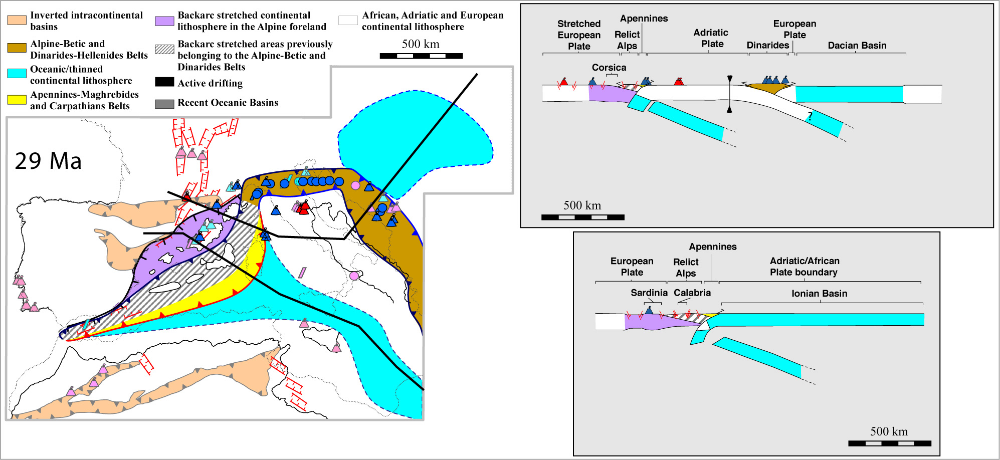 Inverted intracontinental
basins
Alpine-Betic and
Dinarides-Hellenides Belts
Oceanic/thinned
continental lithosphere
Apennines-Maghrebides
and Carpathians Belts
Backarc stretched continental
lithosphere in the Alpine foreland
Backarc stretched areas previously
belonging to the Alpine-Betic and
Dinarides Belts
Active drifting
Recent Oceanic Basins
African, Adriatic and European
continental lithosphere
500 km
29 Ma
Stretched
European
Plate
Apennines
Relict
Alps
Adriatic
Plate
European
Plate
Dinarides
Dacian Basin
Corsica
?
500 km
Apennines
European
Plate
Relict
Alps
Adriatic/African
Plate boundary
Sardinia
Calabria
Ionian Basin
500 km